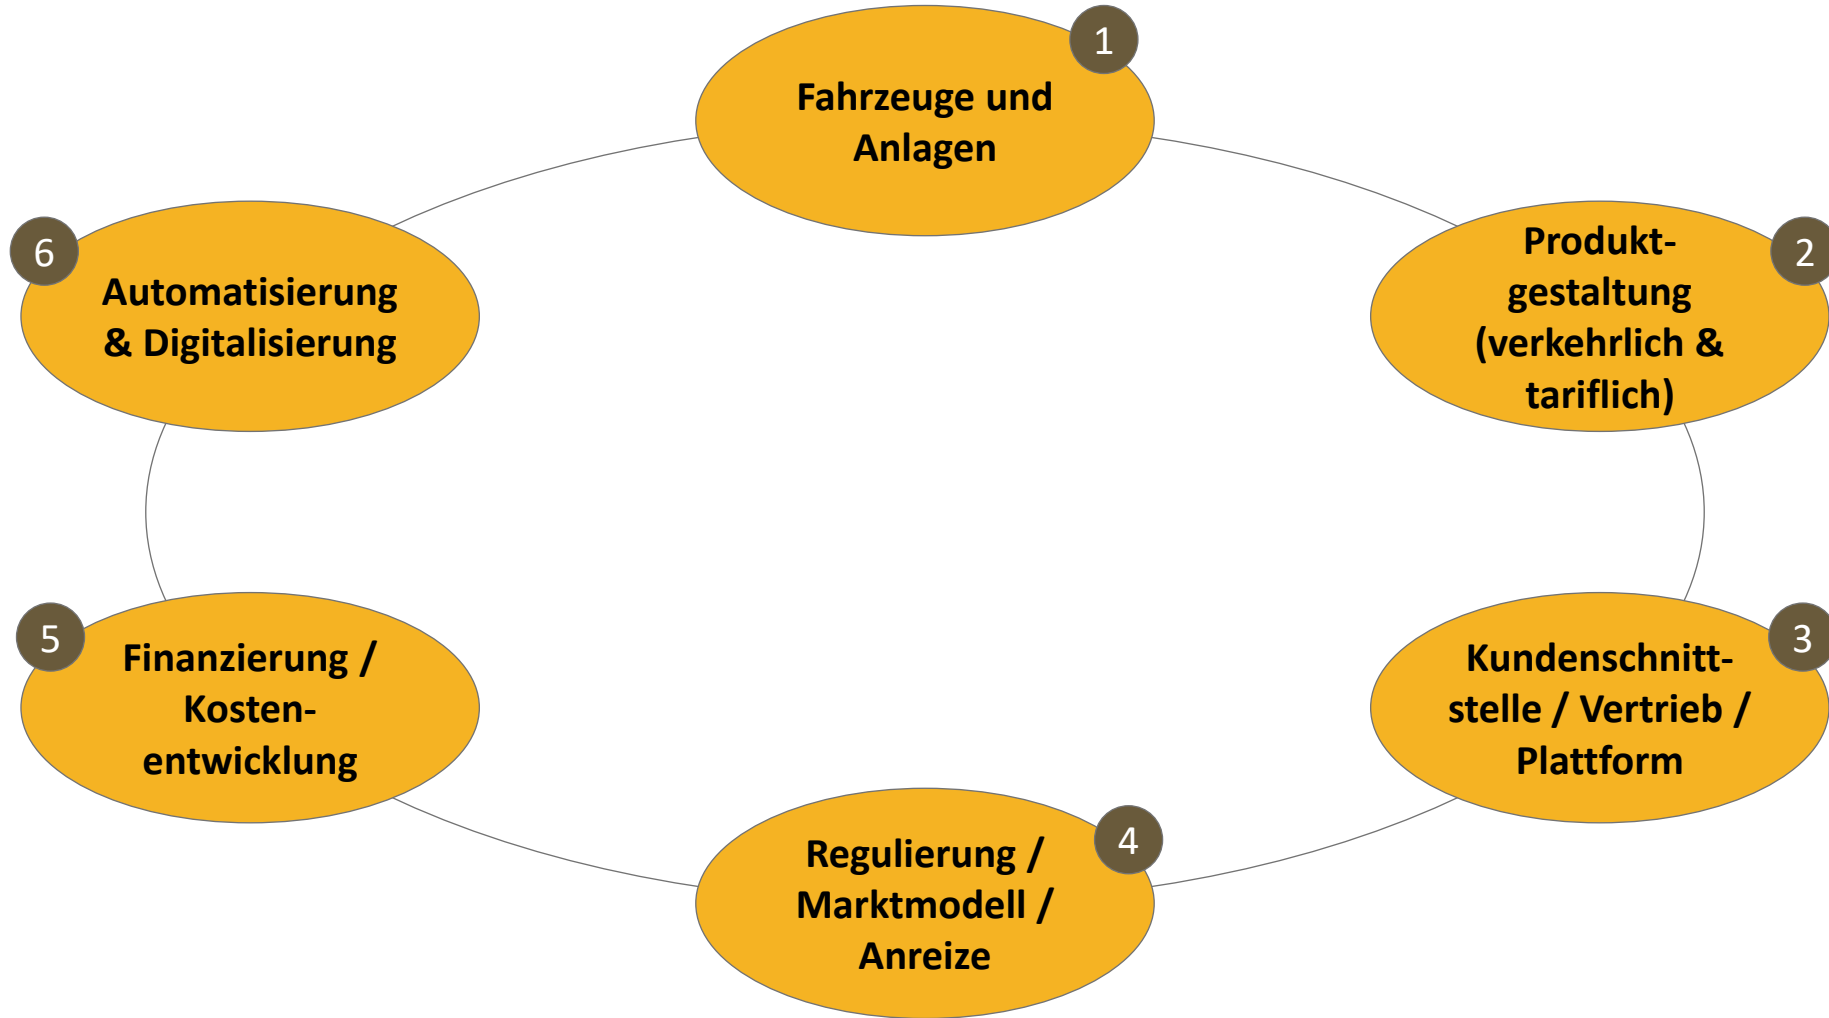 1
Fahrzeuge und
Anlagen
2
Produkt-
gestaltung
(verkehrlich &
tariflich)
3
Kundenschnitt-
stelle / Vertrieb /
Plattform
4
Regulierung /
Marktmodell /
Anreize
5
Finanzierung /
Kosten-
entwicklung
6
Automatisierung
& Digitalisierung